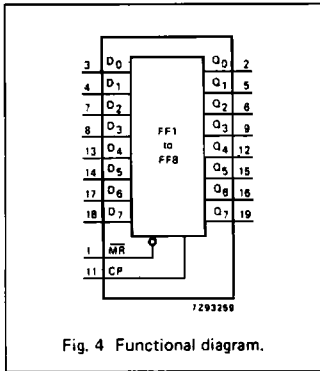 3 D0 Q0 2
4 D1 Q1 5
7 D2 Q2 6
8 D3 FF1 Q3 9
13 D4 to Q4 12
14 D5 FF8 Q5 15
17 D6 Q6 16
18 D7 Q7 19
1 M̅R̅
11 CP
7Z93259
Fig. 4 Functional diagram.